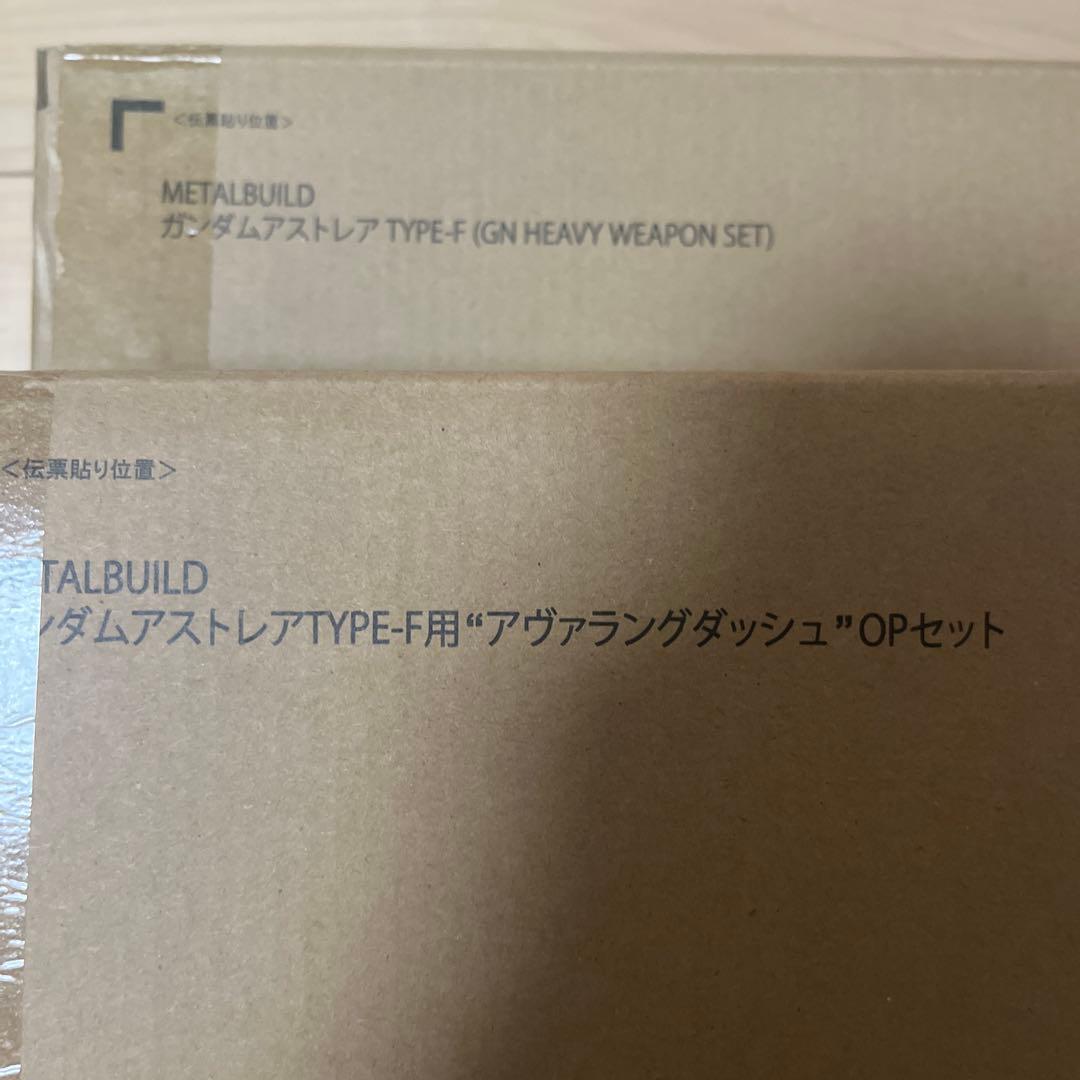 <伝票貼り位置>
METALBUILD
ガンダムアストレア TYPE-F (GN HEAVY WEAPON SET)
<伝票貼り位置>
TALBUILD
ンダムアストレアTYPE-F用“アヴァラングダッシュ”OPセット